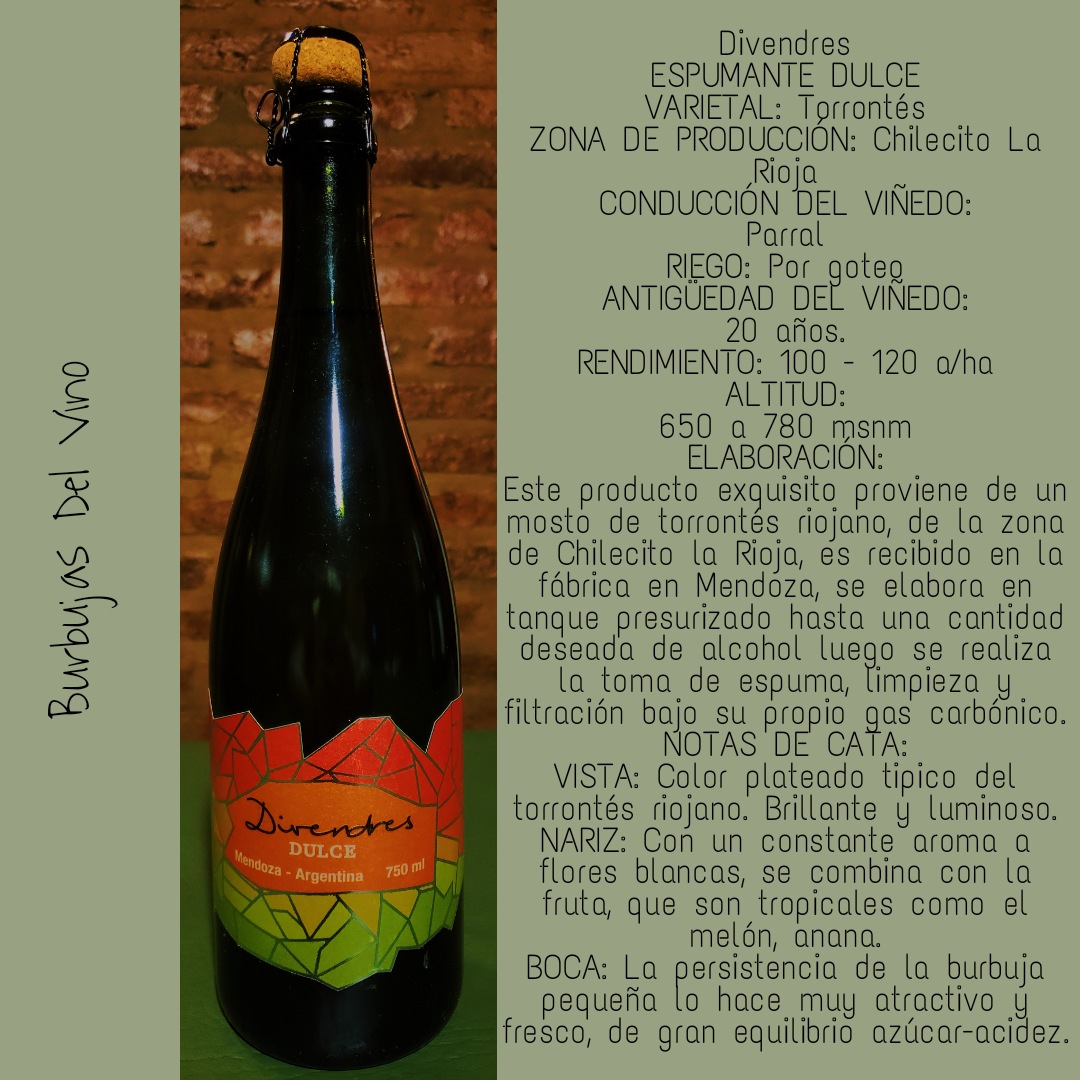 Burbujas Del Vino
Divendres
DULCE
Mendoza - Argentina 750 ml
Divendres
ESPUMANTE DULCE
VARIETAL: Torrontés
ZONA DE PRODUCCIÓN: Chilecito La
Rioja
CONDUCCIÓN DEL VIÑEDO:
Parral
RIEGO: Por goteo
ANTIGÜEDAD DEL VIÑEDO:
20 años.
RENDIMIENTO: 100 - 120 a/ha
ALTITUD:
650 a 780 msnm
ELABORACIÓN:
Este producto exquisito proviene de un
mosto de torrontés riojano, de la zona
de Chilecito la Rioja, es recibido en la
fábrica en Mendoza, se elabora en
tanque presurizado hasta una cantidad
deseada de alcohol luego se realiza
la toma de espuma, limpieza y
filtración bajo su propio gas carbónico.
NOTAS DE CATA:
VISTA: Color plateado tipico del
torrontés riojano. Brillante y luminoso.
NARIZ: Con un constante aroma a
flores blancas, se combina con la
fruta, que son tropicales como el
melón, anana.
BOCA: La persistencia de la burbuja
pequeña lo hace muy atractivo y
fresco, de gran equilibrio azúcar-acidez.